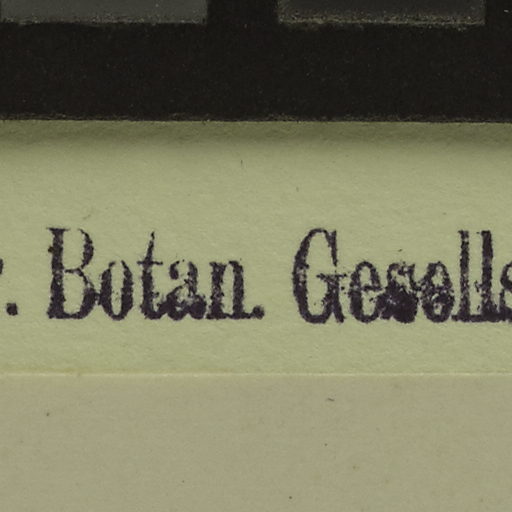 . Botan. Gesells